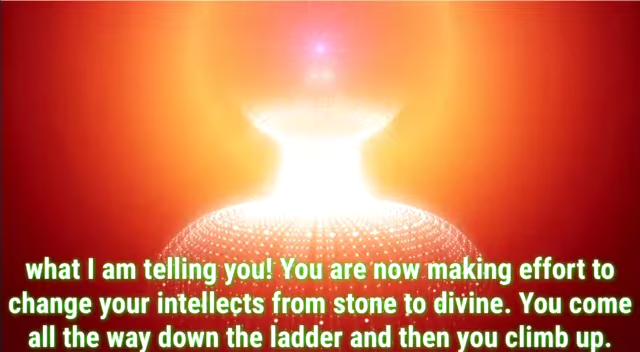 what I am telling you! You are now making effort to
change your intellects from stone to divine. You come
all the way down the ladder and then you climb up.